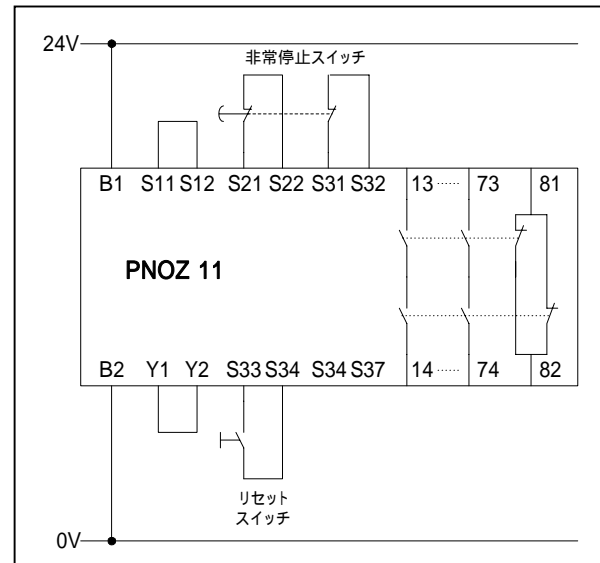 24V
非常停止スイッチ
B1 S11 S12 S21 S22 S31 S32 13 73 81
PNOZ 11
B2 Y1 Y2 S33 S34 S34 S37 14 74 82
リセット
スイッチ
0V